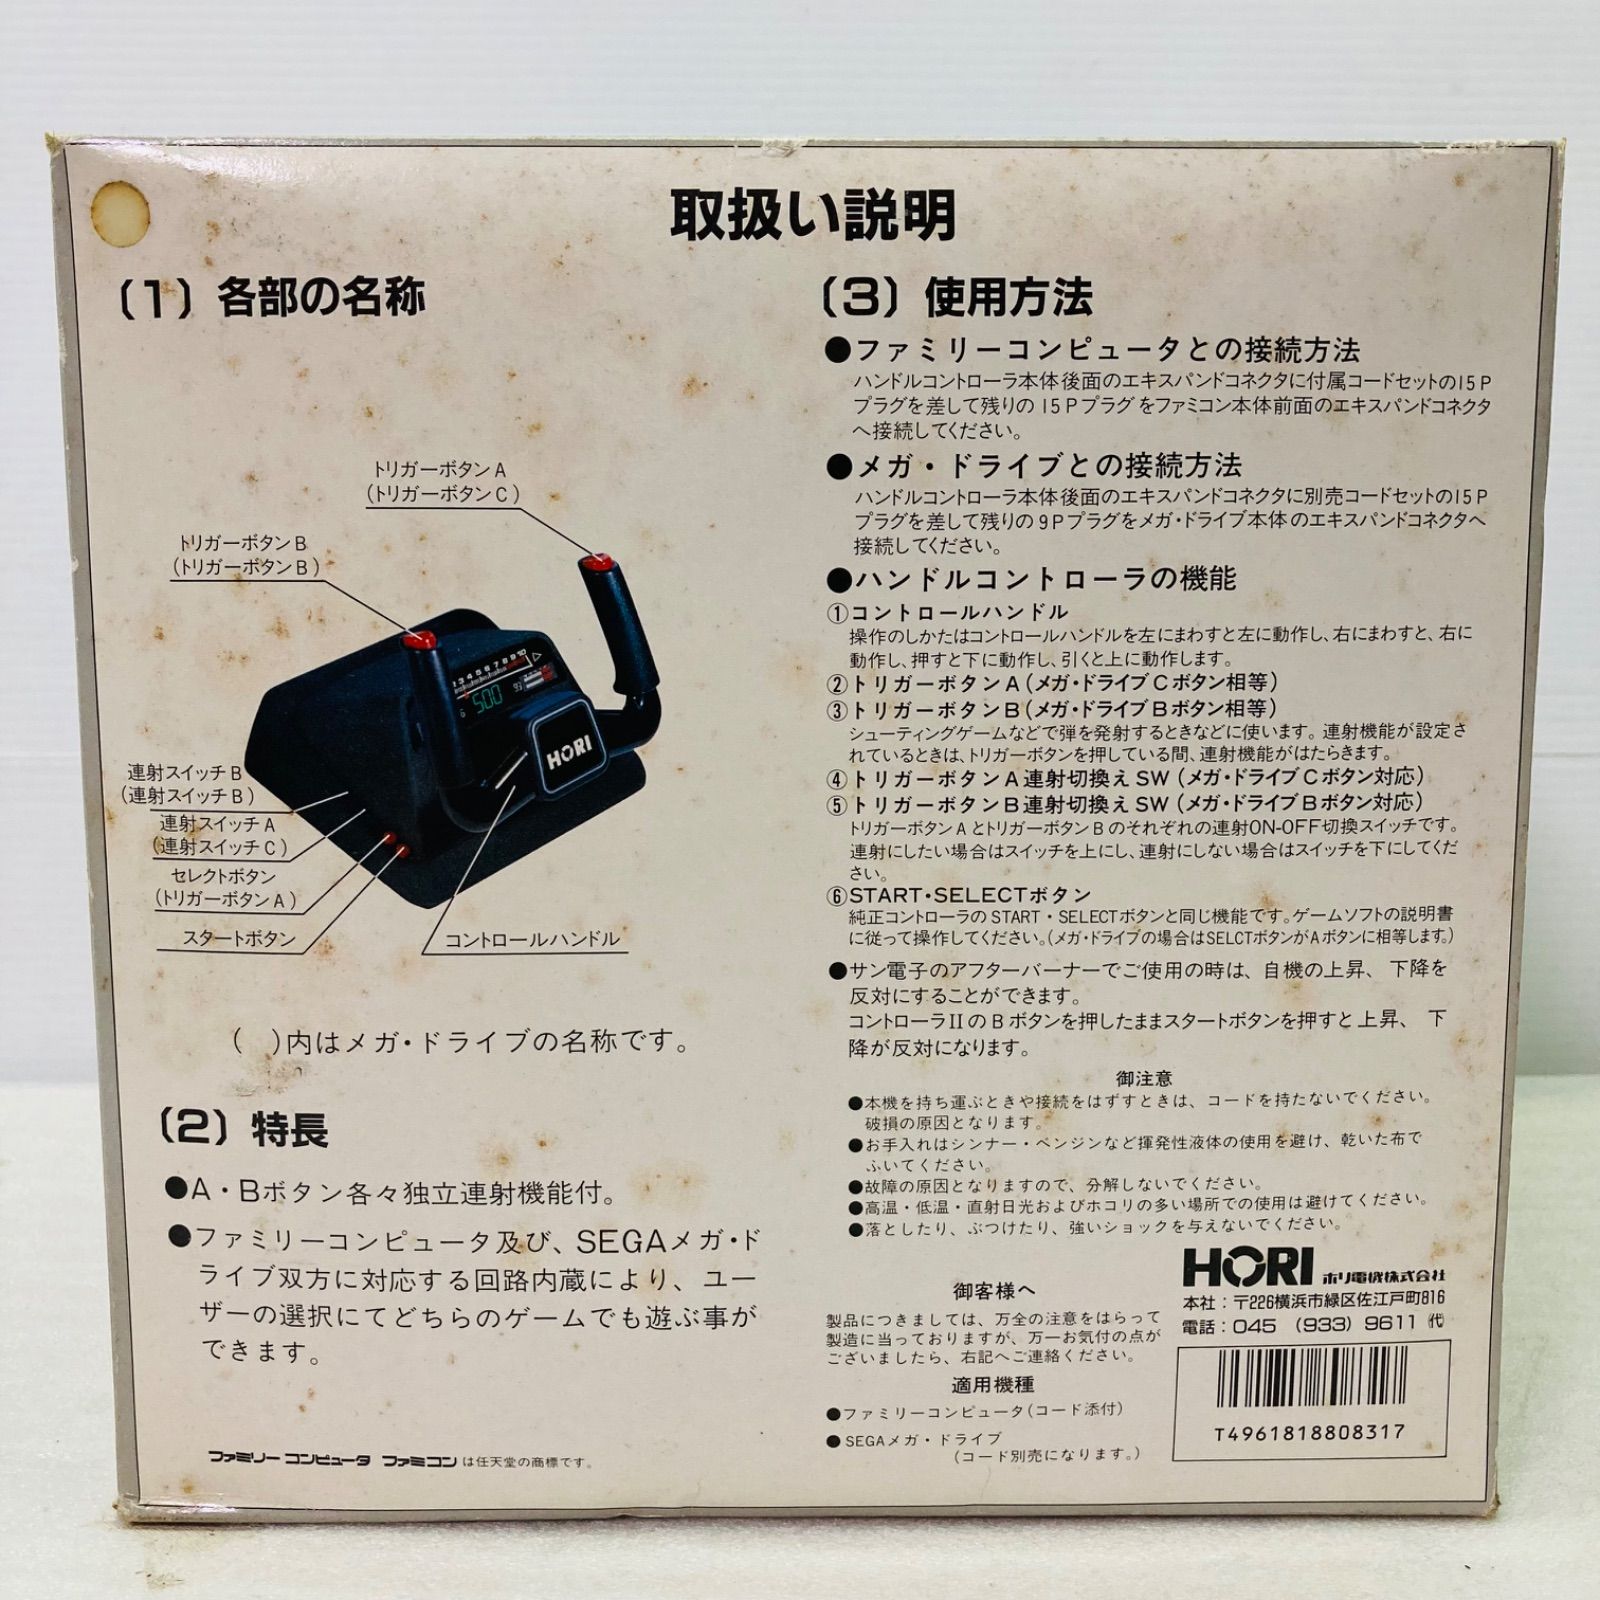 取扱い説明
〔1〕各部の名称
トリガーボタンA
(トリガーボタンC)
トリガーボタンB
(トリガーボタンB)
1 2 3 4 5 6 7 8 9 10
500
93
HORI
連射スイッチB
(連射スイッチB)
連射スイッチA
(連射スイッチC)
セレクトボタン
(トリガーボタンA)
スタートボタン
コントロールハンドル
(　)内はメガ・ドライブの名称です。
〔2〕特長
●A・Bボタン各々独立連射機能付。
●ファミリーコンピュータ及び、SEGAメガ・ド
ライブ双方に対応する回路内蔵により、ユー
ザーの選択にてどちらのゲームでも遊ぶ事が
できます。
ファミリーコンピュータ ファミコンは任天堂の商標です。
〔3〕使用方法
●ファミリーコンピュータとの接続方法
ハンドルコントローラ本体後面のエキスパンドコネクタに付属コードセットの15P
プラグを差して残りの15Pプラグをファミコン本体前面のエキスパンドコネクタ
へ接続してください。
●メガ・ドライブとの接続方法
ハンドルコントローラ本体後面のエキスパンドコネクタに別売コードセットの15P
プラグを差して残りの9Pプラグをメガ・ドライブ本体のエキスパンドコネクタへ
接続してください。
●ハンドルコントローラの機能
①コントロールハンドル
操作のしかたはコントロールハンドルを左にまわすと左に動作し、右にまわすと、右に
動作し、押すと下に動作し、引くと上に動作します。
②トリガーボタンA(メガ・ドライブCボタン相等)
③トリガーボタンB(メガ・ドライブBボタン相等)
シューティングゲームなどで弾を発射するときなどに使います。連射機能が設定さ
れているときは、トリガーボタンを押している間、連射機能がはたらきます。
④トリガーボタンA連射切換えSW(メガ・ドライブCボタン対応)
⑤トリガーボタンB連射切換えSW(メガ・ドライブBボタン対応)
トリガーボタンAとトリガーボタンBのそれぞれの連射ON-OFF切換スイッチです。
連射にしたい場合はスイッチを上にし、連射にしない場合はスイッチを下にしてくだ
さい。
⑥START・SELECTボタン
純正コントローラのSTART・SELECTボタンと同じ機能です。ゲームソフトの説明書
に従って操作してください。(メガ・ドライブの場合はSELCTボタンがAボタンに相等します。)
●サン電子のアフターバーナーでご使用の時は、自機の上昇、下降を
反対にすることができます。
コントローラIIのBボタンを押したままスタートボタンを押すと上昇、下
降が反対になります。
御注意
●本機を持ち運ぶときや接続をはずすときは、コードを持たないでください。
破損の原因となります。
●お手入れはシンナー・ベンジンなど揮発性液体の使用を避け、乾いた布で
ふいてください。
●故障の原因となりますので、分解しないでください。
●高温・低温・直射日光およびホコリの多い場所での使用は避けてください。
●落としたり、ぶつけたり、強いショックを与えないでください。
御客様へ
製品につきましては、万全の注意をはらって
製造に当っておりますが、万一お気付の点が
ございましたら、右記へご連絡ください。
適用機種
●ファミリーコンピュータ(コード添付)
●SEGAメガ・ドライブ
(コード別売になります。)
HORI ホリ電機株式会社
本社：〒226横浜市緑区佐江戸町816
電話：045 (933) 9611 代
T4961818808317